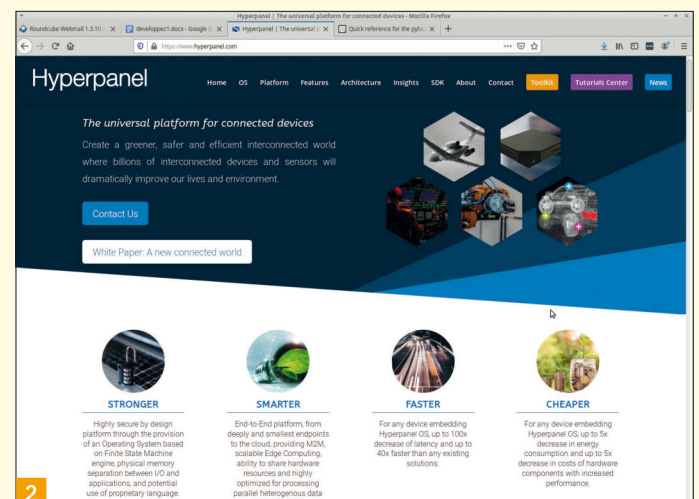 Hyperpanel | The universal platform for connected devices - Mozilla Firefox
Roundcube Webmail 1.3.10 :
developpez1.docx - Google D
Hyperpanel | The universal p
Quick reference for the pybo
https://www.hyperpanel.com
Hyperpanel
Home OS Platform Features Architecture Insights SDK About Contact Toolkit Tutorials Center News
The universal platform for connected devices
Create a greener, safer and efficient interconnected world
where billions of interconnected devices and sensors will
dramatically improve our lives and environment.
Contact Us
White Paper: A new connected world
STRONGER
Highly secure by design
platform through the provision
of an Operating System based
on Finite State Machine
engine, physical memory
separation between I/O and
applications, and potential
use of proprietary language.
SMARTER
End-to-End platform, from
deeply and smallest endpoints
to the cloud, providing M2M,
scalable Edge Computing,
ability to share hardware
resources and highly
optimized for processing
parallel heterogenous data
FASTER
For any device embedding
Hyperpanel OS, up to 100x
decrease of latency and up to
40x faster than any existing
solutions.
CHEAPER
For any device embedding
Hyperpanel OS, up to 5x
decrease in energy
consumption and up to 5x
decrease in costs of hardware
components with increased
performance.
2